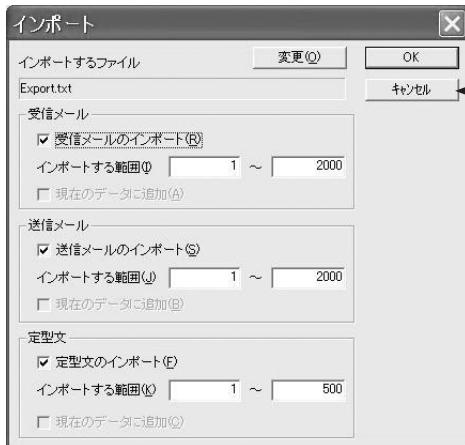 インポート
インポートするファイル 変更(O) OK
Export.txt キャンセル
受信メール
受信メールのインポート(R)
インポートする範囲(I) 1 ～ 2000
現在のデータに追加(A)
送信メール
送信メールのインポート(S)
インポートする範囲(J) 1 ～ 2000
現在のデータに追加(B)
定型文
定型文のインポート(F)
インポートする範囲(K) 1 ～ 500
現在のデータに追加(C)